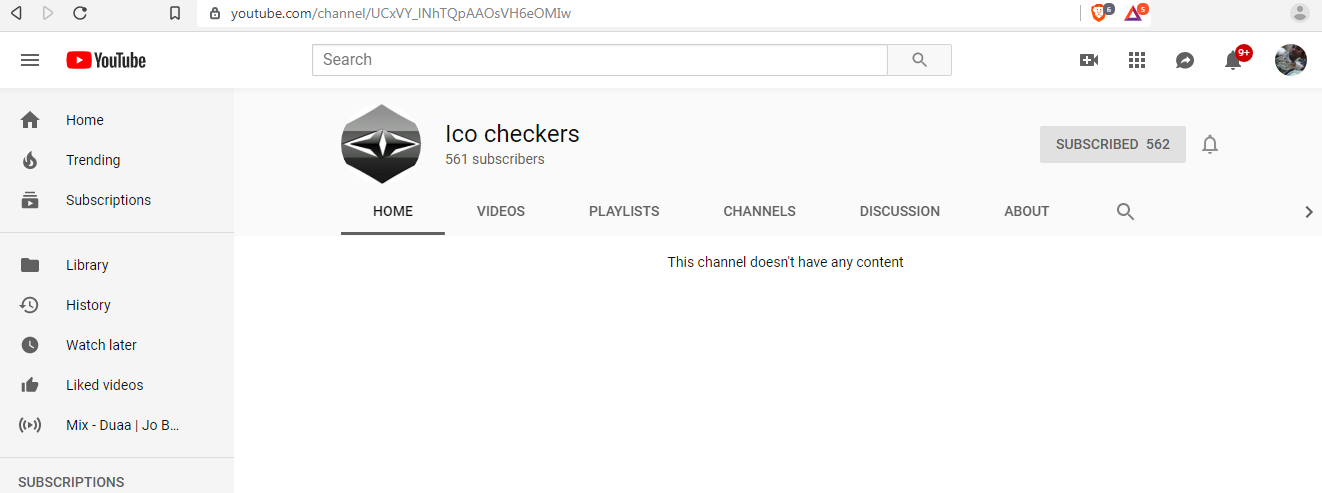 youtube.com/channel/UCxVY_lNhTQpAAOsVH6eOMIw
6
5
YouTube
Search
9+
Home
Trending
Subscriptions
Library
History
Watch later
Liked videos
Mix - Duaa | Jo B...
SUBSCRIPTIONS
Ico checkers
561 subscribers
SUBSCRIBED 562
HOME VIDEOS PLAYLISTS CHANNELS DISCUSSION ABOUT
This channel doesn't have any content